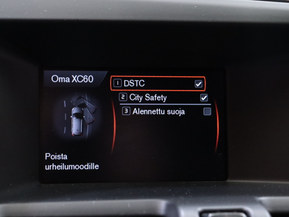 Oma XC60
1 DSTC
2 City Safety
3 Alennettu suoja
Poista
urheilumoodille